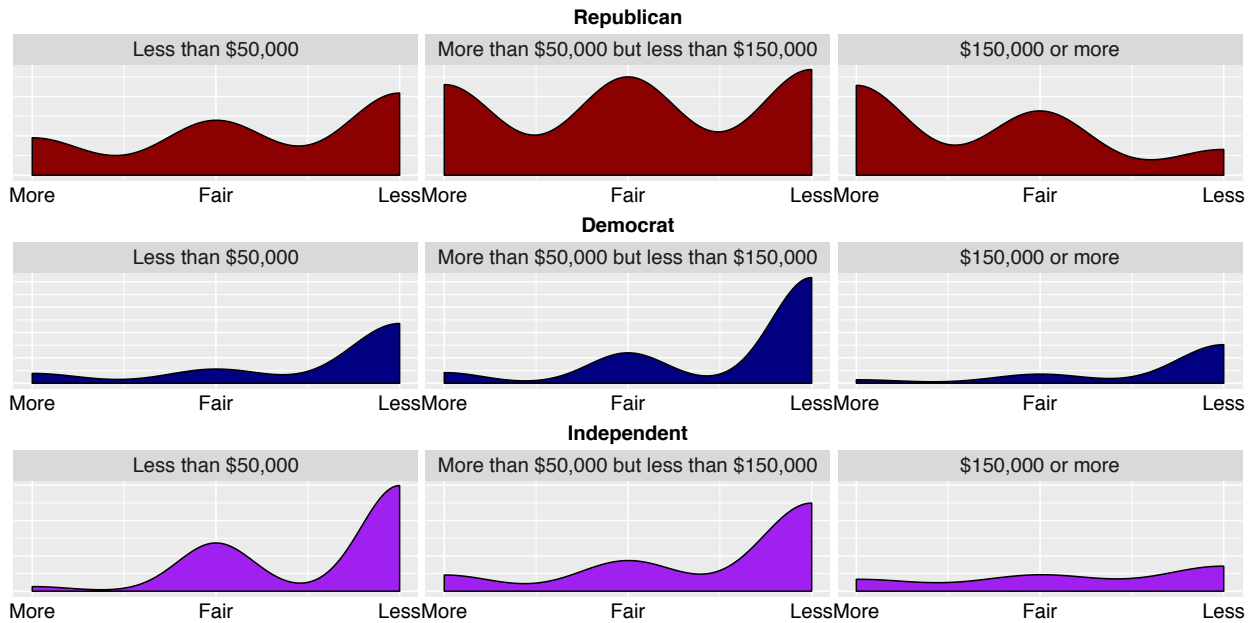 Republican
Less than $50,000 More than $50,000 but less than $150,000 $150,000 or more
More Fair Less More Fair Less More Fair Less
Democrat
Less than $50,000 More than $50,000 but less than $150,000 $150,000 or more
More Fair Less More Fair Less More Fair Less
Independent
Less than $50,000 More than $50,000 but less than $150,000 $150,000 or more
More Fair Less More Fair Less More Fair Less